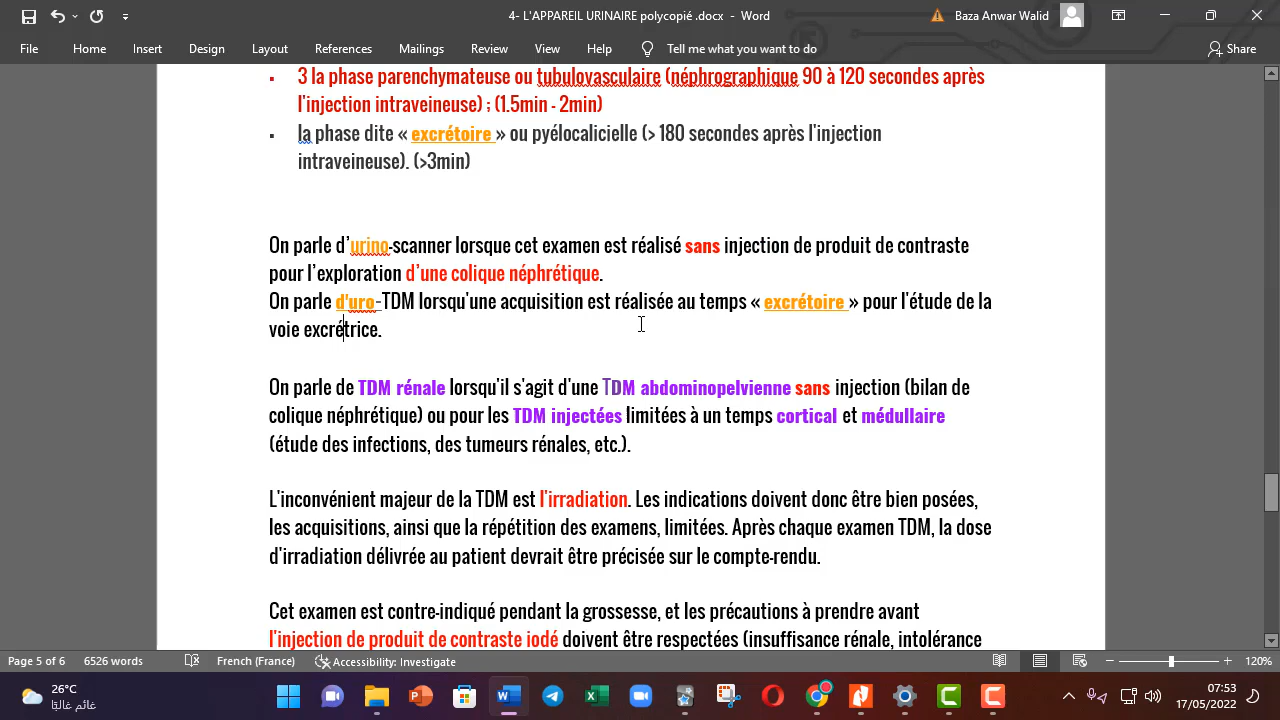 4- L'APPAREIL URINAIRE polycopié .docx - Word
Baza Anwar Walid
File Home Insert Design Layout References Mailings Review View Help Tell me what you want to do Share
▪ 3 la phase parenchymateuse ou tubulovasculaire (néphrographique 90 à 120 secondes après
l'injection intraveineuse) ; (1.5min - 2min)
▪ la phase dite « excrétoire » ou pyélocalicielle (> 180 secondes après l'injection
intraveineuse). (>3min)
On parle d'urino-scanner lorsque cet examen est réalisé sans injection de produit de contraste
pour l’exploration d’une colique néphrétique.
On parle d'uro-TDM lorsqu'une acquisition est réalisée au temps « excrétoire » pour l'étude de la
voie excrétrice.
On parle de TDM rénale lorsqu'il s'agit d'une TDM abdominopelvienne sans injection (bilan de
colique néphrétique) ou pour les TDM injectées limitées à un temps cortical et médullaire
(étude des infections, des tumeurs rénales, etc.).
L'inconvénient majeur de la TDM est l'irradiation. Les indications doivent donc être bien posées,
les acquisitions, ainsi que la répétition des examens, limitées. Après chaque examen TDM, la dose
d'irradiation délivrée au patient devrait être précisée sur le compte-rendu.
Cet examen est contre-indiqué pendant la grossesse, et les précautions à prendre avant
l'injection de produit de contraste iodé doivent être respectées (insuffisance rénale, intolérance
Page 5 of 6 6526 words French (France) Accessibility: Investigate 120%
26°C
غائم غالبًا
07:53
17/05/2022